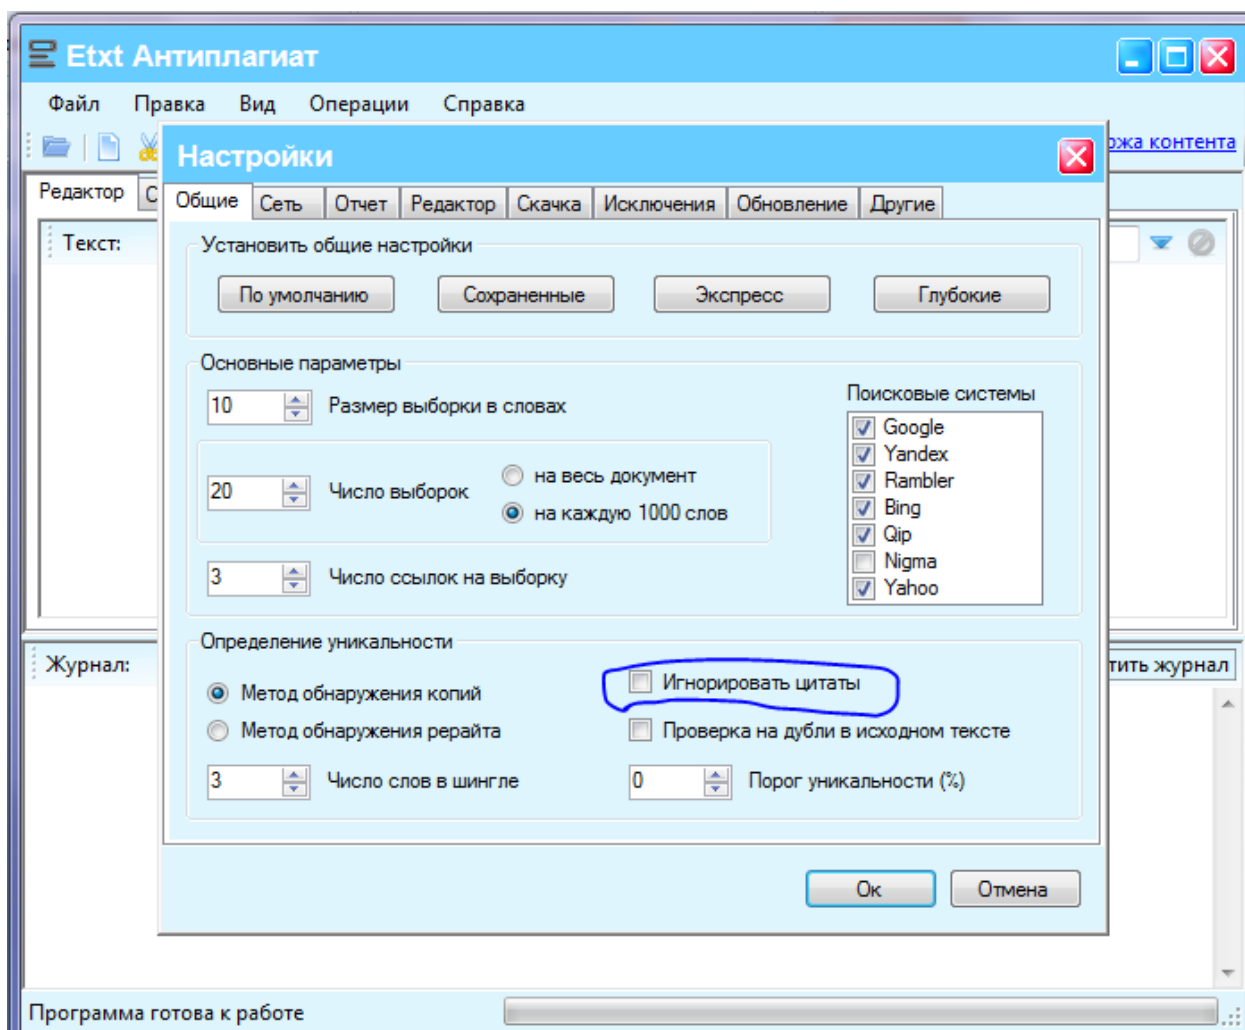 Etxt Антиплагиат
Файл Правка Вид Операции Справка
контента
Настройки
Редактор С
Общие Сеть Отчет Редактор Скачка Исключения Обновление Другие
Текст:
Установить общие настройки
По умолчанию Сохраненные Экспресс Глубокие
Основные параметры
10 Размер выборки в словах
Поисковые системы
Google
Yandex
Rambler
Bing
Qip
Nigma
Yahoo
20 Число выборок
на весь документ
на каждую 1000 слов
3 Число ссылок на выборку
Определение уникальности
Журнал:
тить журнал
Метод обнаружения копий
Игнорировать цитаты
Метод обнаружения рерайта
Проверка на дубли в исходном тексте
3 Число слов в шингле
0 Порог уникальности (%)
Ок Отмена
Программа готова к работе